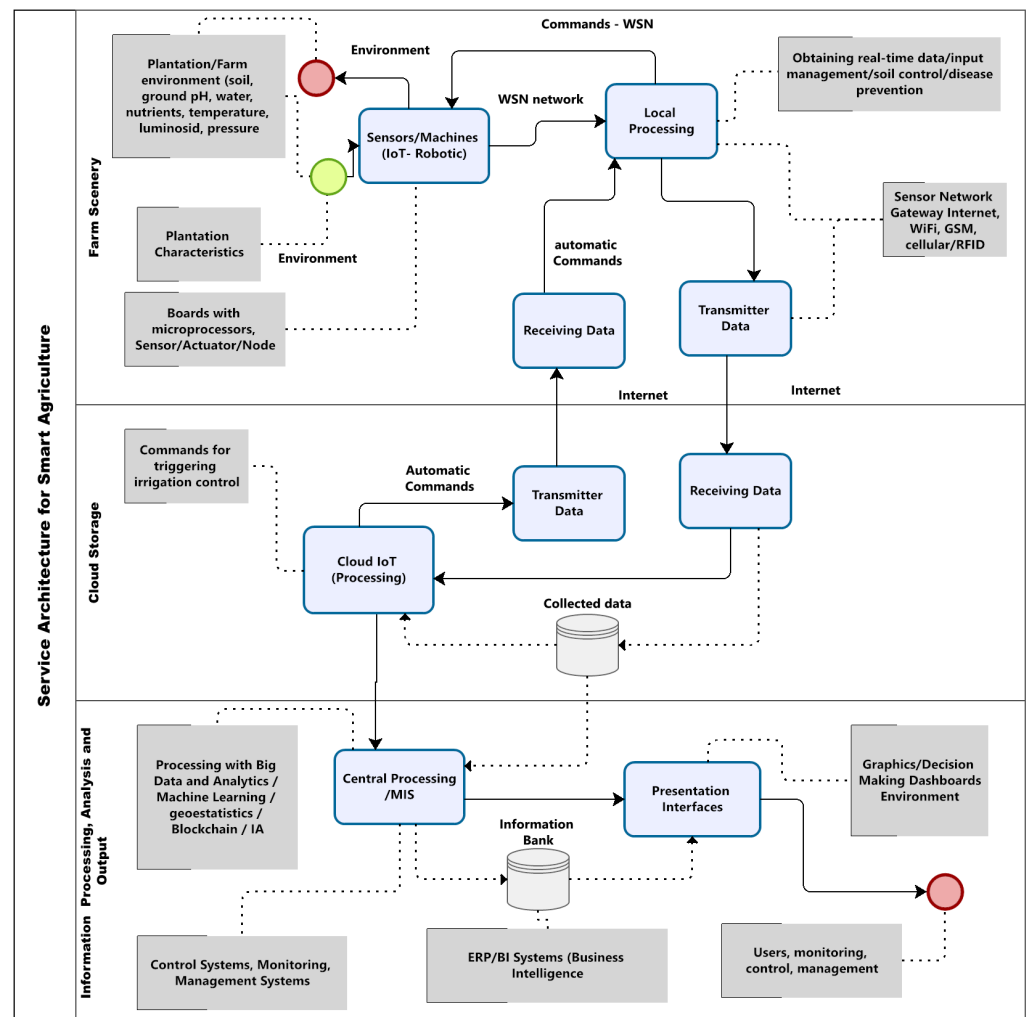 Service Architecture for Smart Agriculture
Farm Scenery
Commands - WSN
Environment
Plantation/Farm
environment (soil,
ground pH, water,
nutrients, temperature,
luminosid, pressure
Sensors/Machines
(IoT- Robotic)
WSN network
Local
Processing
Obtaining real-time data/input
management/soil control/disease
prevention
Plantation
Characteristics
Environment
automatic
Commands
Sensor Network
Gateway Internet,
WiFi, GSM,
cellular/RFID
Boards with
microprocessors,
Sensor/Actuator/Node
Receiving Data
Transmitter
Data
Internet
Internet
Cloud Storage
Commands for
triggering
irrigation control
Automatic
Commands
Transmitter
Data
Receiving Data
Cloud IoT
(Processing)
Collected data
Information Processing, Analysis and
Output
Processing with Big
Data and Analytics /
Machine Learning /
geoestatistics /
Blockchain / IA
Central Processing
/MIS
Presentation
Interfaces
Graphics/Decision
Making Dashboards
Environment
Information
Bank
Control Systems, Monitoring,
Management Systems
ERP/BI Systems (Business
Intelligence
Users, monitoring,
control, management